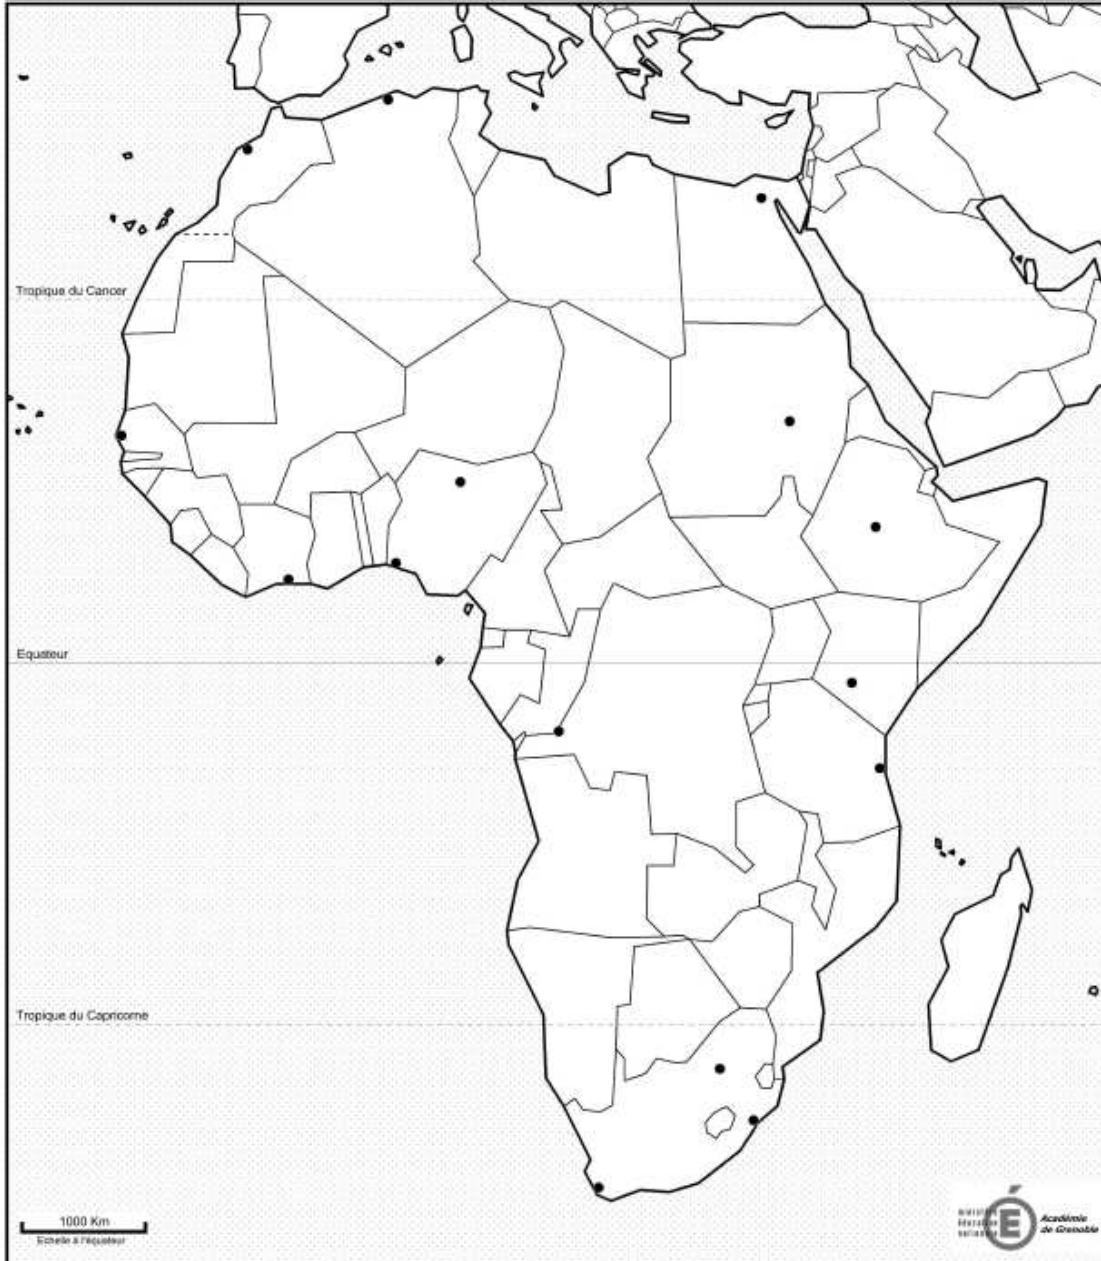 Tropique du Cancer
Equateur
Tropique du Capricorne
1000 Km
Echelle à l'équateur
É
Académie
de Grenoble